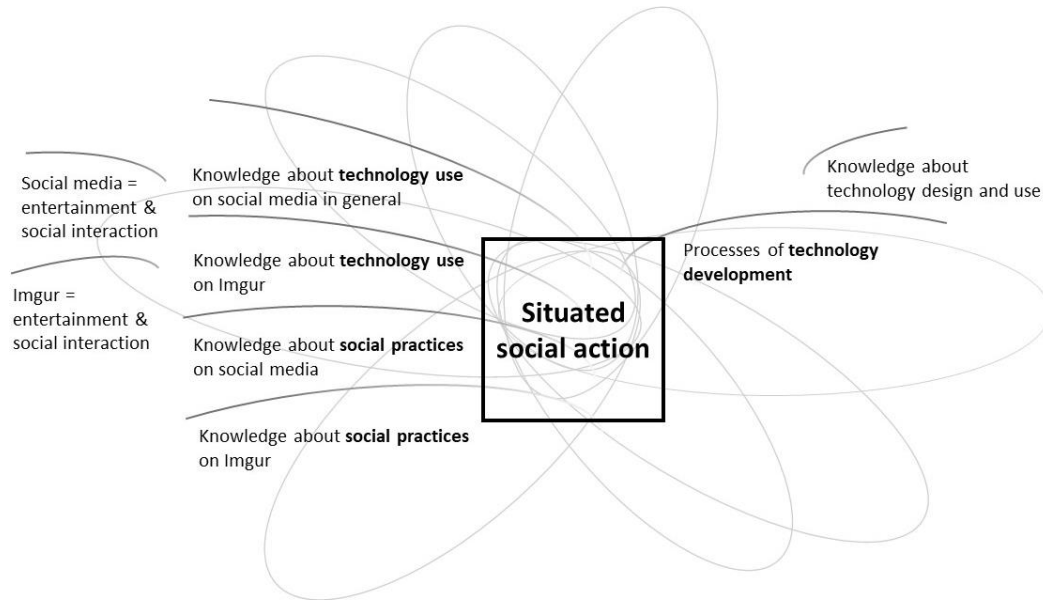 Social media =
entertainment &
social interaction
Imgur =
entertainment &
social interaction
Knowledge about technology use
on social media in general
Knowledge about technology use
on Imgur
Knowledge about social practices
on social media
Knowledge about social practices
on Imgur
Situated
social action
Knowledge about
technology design and use
Processes of technology
development